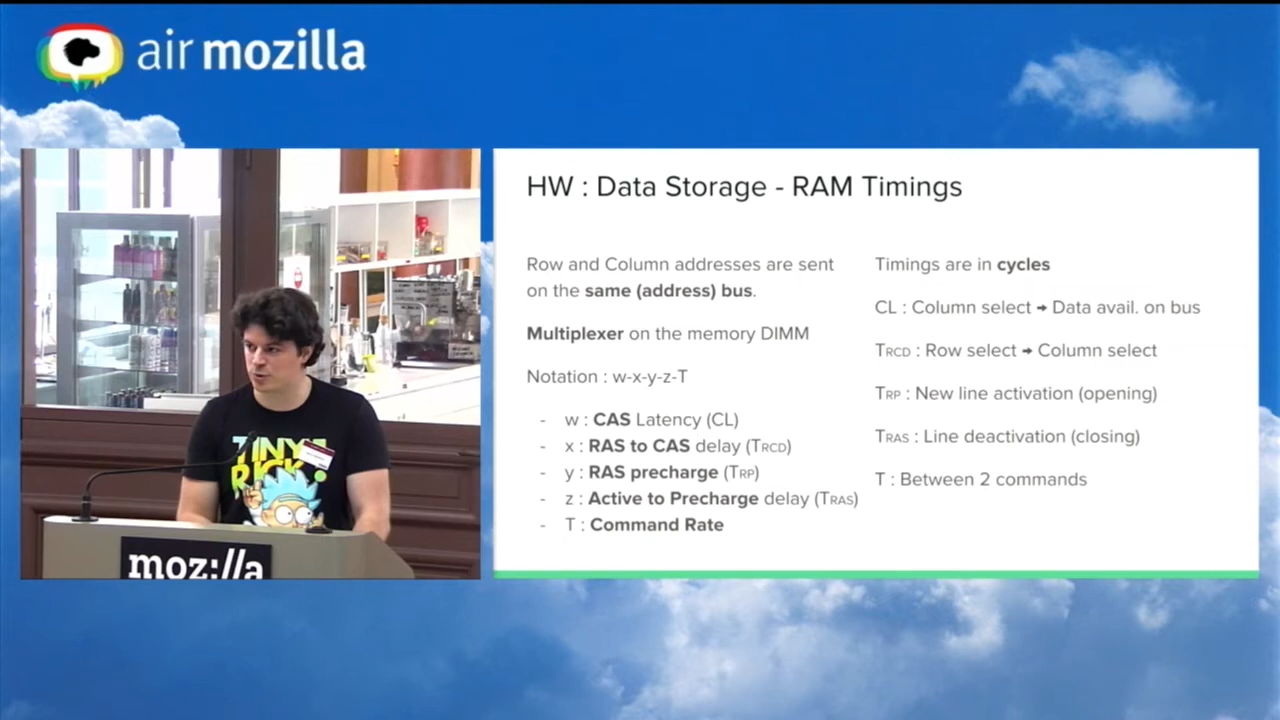 air mozilla
HW : Data Storage - RAM Timings
Row and Column addresses are sent
on the same (address) bus.
Multiplexer on the memory DIMM
Notation : w-x-y-z-T
- w : CAS Latency (CL)
- x : RAS to CAS delay (TRCD)
- y : RAS precharge (TRP)
- z : Active to Precharge delay (TRAS)
- T : Command Rate
Timings are in cycles
CL : Column select ➞ Data avail. on bus
TRCD : Row select ➞ Column select
TRP : New line activation (opening)
TRAS : Line deactivation (closing)
T : Between 2 commands
TINY
RICK!
moz://a